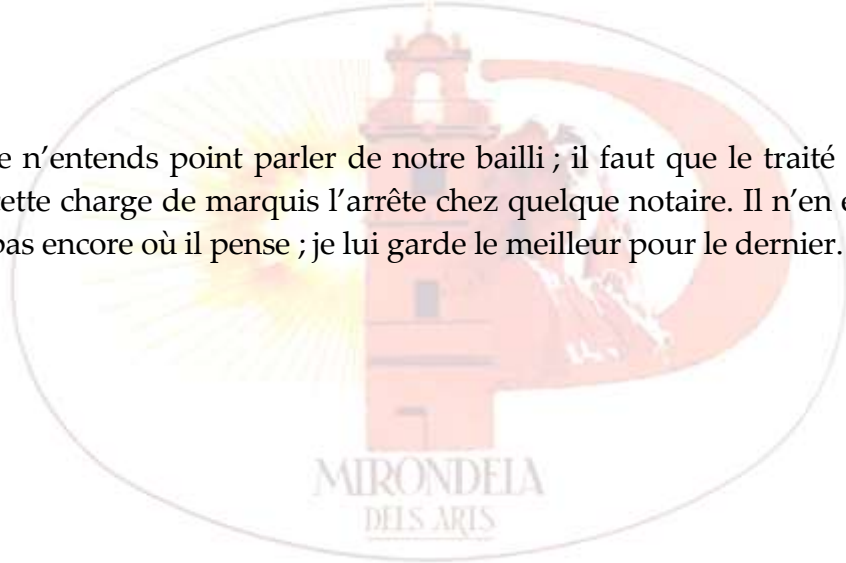 e n’entends point parler de notre bailli ; il faut que le traité
cette charge de marquis l’arrête chez quelque notaire. Il n’en e
pas encore où il pense ; je lui garde le meilleur pour le dernier.
MIRONDELA
DELS ARTS